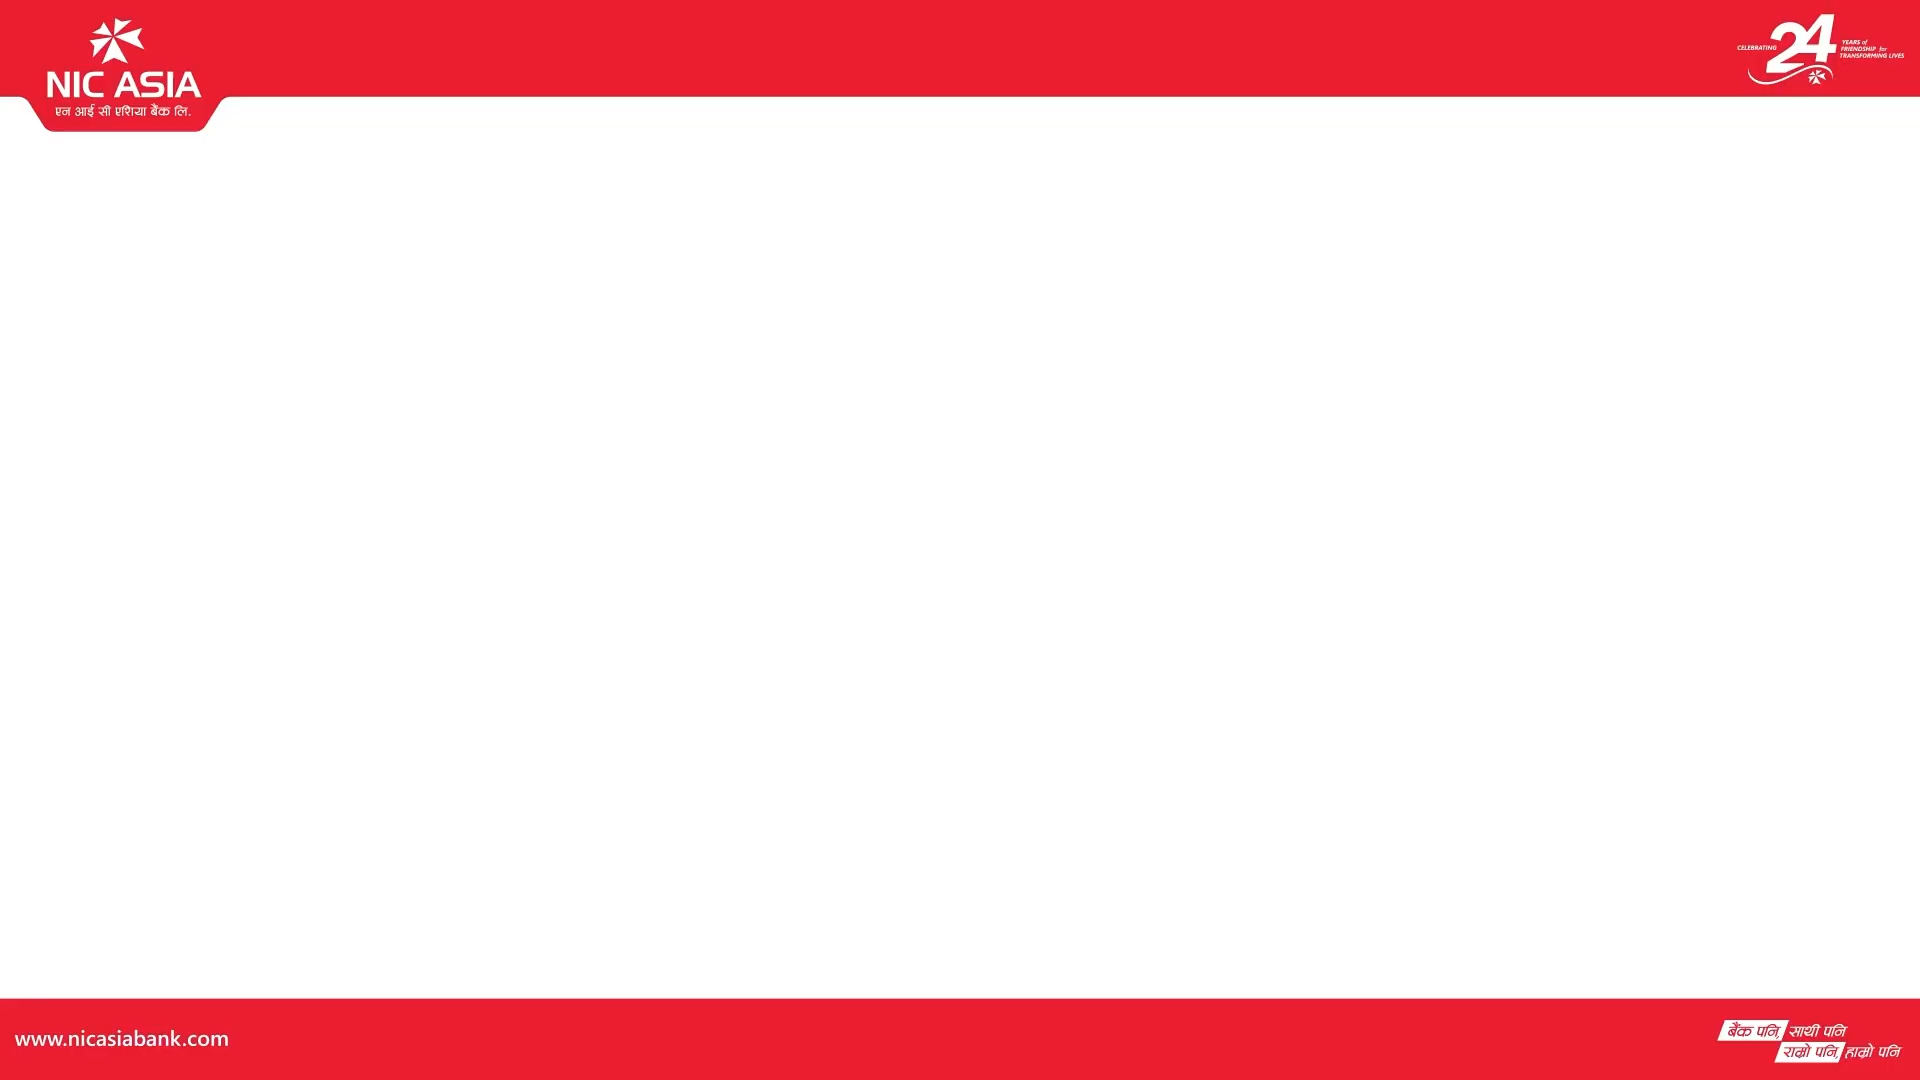 NIC ASIA
एन आई सी एशिया बैंक लि.
CELEBRATING
24
YEARS of
FRIENDSHIP for
TRANSFORMING LIVES
www.nicasiabank.com
बैंक पनि, साथी पनि
राम्रो पनि, हाम्रो पनि